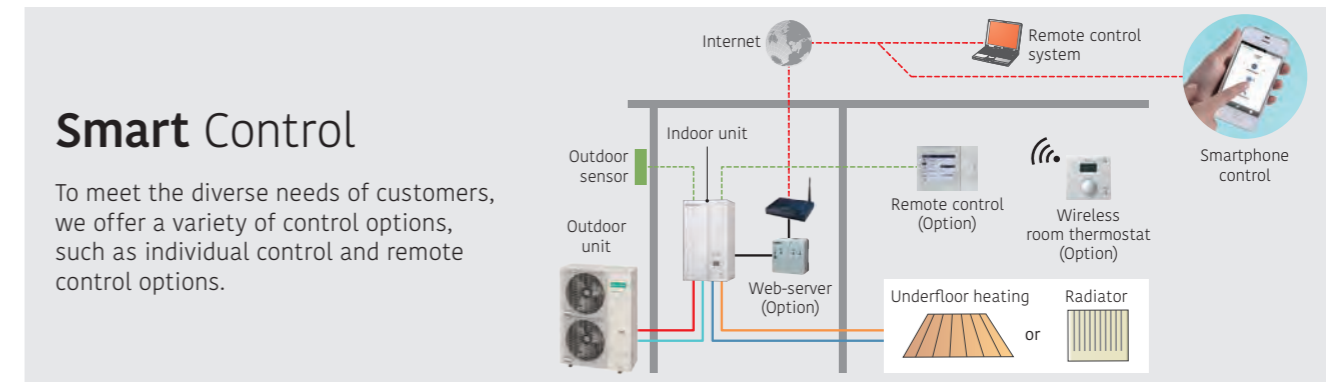 Smart Control
To meet the diverse needs of customers,
we offer a variety of control options,
such as individual control and remote
control options.
Internet
Remote control
system
Smartphone
control
Indoor unit
Outdoor
sensor
Outdoor
unit
Web-server
(Option)
Remote control
(Option)
Wireless
room thermostat
(Option)
Underfloor heating
or
Radiator